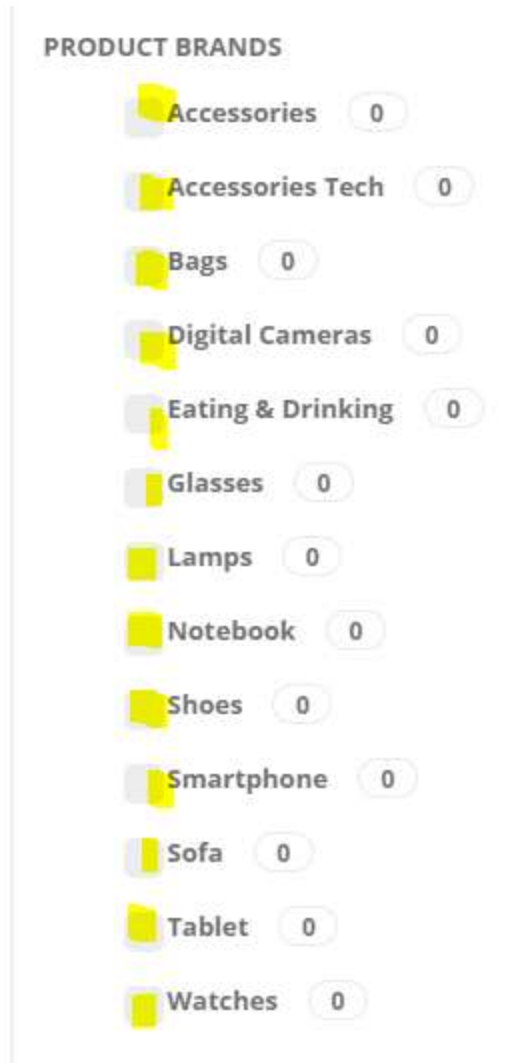 PRODUCT BRANDS
Accessories 0
Accessories Tech 0
Bags 0
Digital Cameras 0
Eating & Drinking 0
Glasses 0
Lamps 0
Notebook 0
Shoes 0
Smartphone 0
Sofa 0
Tablet 0
Watches 0